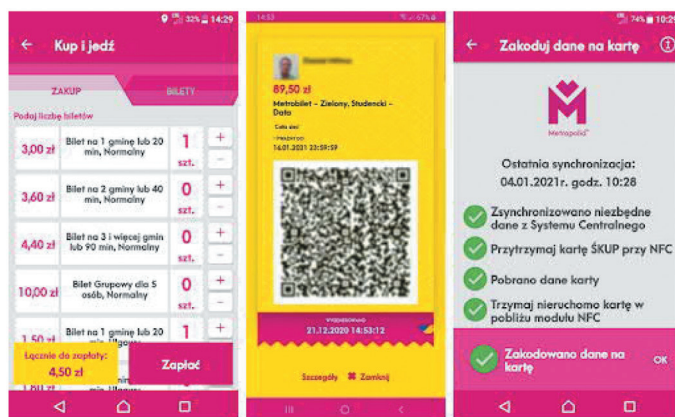 32% 14:29
Kup i jedź
ZAKUP
BILETY
Podaj liczbę biletów
3,00 zł
Bilet na 1 gminę lub 20
min, Normalny
1
szt.
+
-
3,60 zł
Bilet na 2 gminy lub 40
min, Normalny
0
szt.
+
-
4,40 zł
Bilet na 3 i więcej gmin
lub 90 min, Normalny
0
szt.
+
-
10,00 zł
Bilet Grupowy dla 5
osób, Normalny
0
szt.
+
-
1,50 zł
Bilet na 1 gminę lub 20
min, Ulgowy
1
+
Łącznie do zapłaty:
4,50 zł
Zapłać
14:53
67%
89,50 zł
Metrobilet – Zielony, Studencki –
Data
Cała sieć
16.01.2021 23:59:59
21.12.2020 14:53:12
Szczegóły
Zamknij
74% 10:29
Zakoduj dane na kartę
Metropolia
Ostatnia synchronizacja:
04.01.2021r. godz. 10:28
Zsynchronizowano niezbędne
dane z Systemu Centralnego
Przytrzymaj kartę ŚKUP przy NFC
Pobrano dane karty
Trzymaj nieruchomo kartę w
pobliżu modułu NFC
Zakodowano dane na
kartę
OK